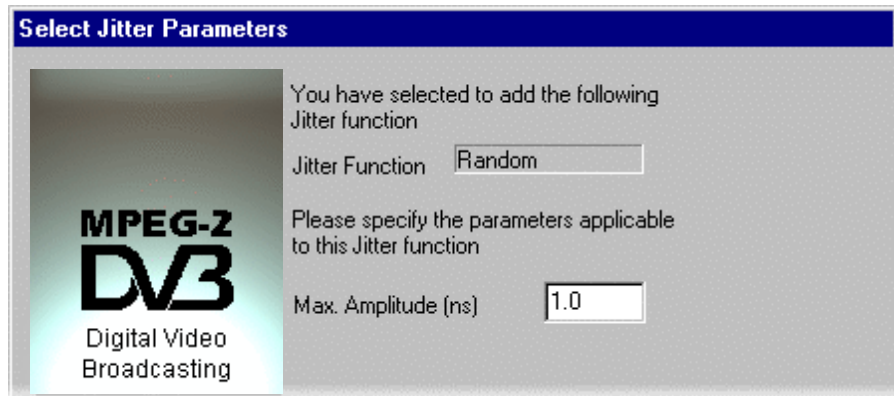 Select Jitter Parameters
You have selected to add the following
Jitter function
Jitter Function Random
Please specify the parameters applicable
to this Jitter function
Max. Amplitude (ns) 1.0
MPEG-2
DVB
Digital Video
Broadcasting